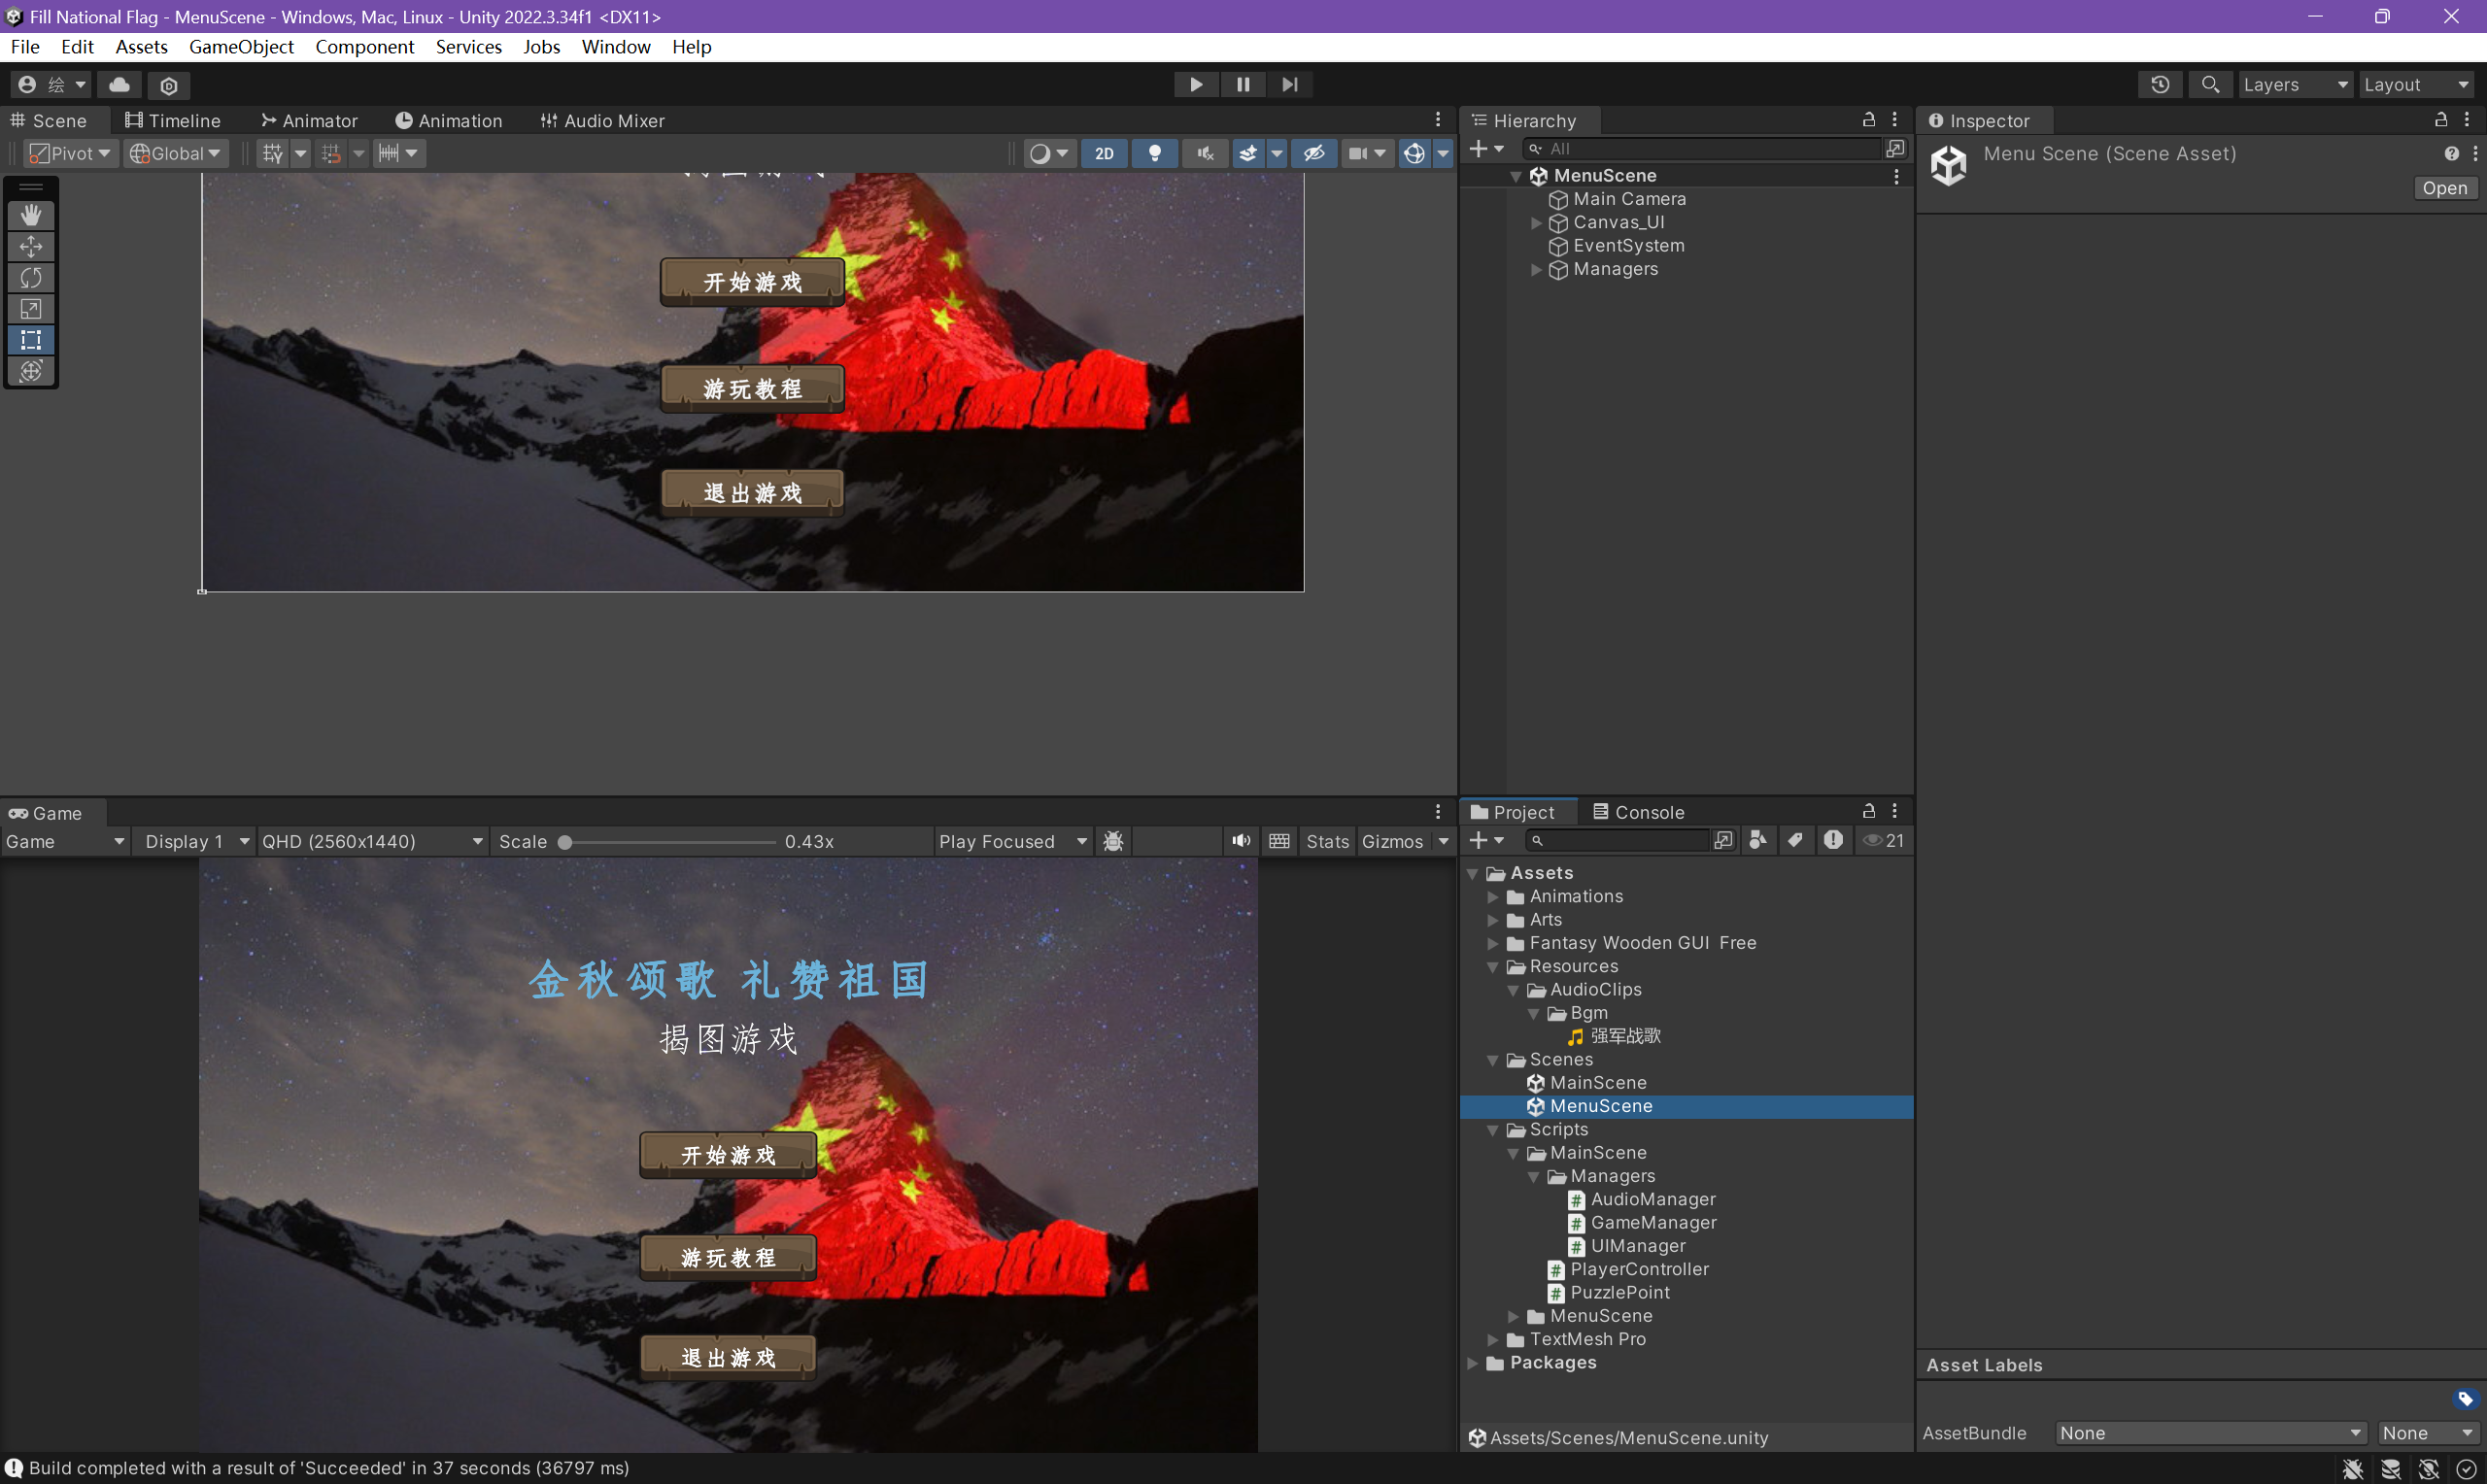 Fill National Flag - MenuScene - Windows, Mac, Linux - Unity 2022.3.34f1 <DX11>
File Edit Assets GameObject Component Services Jobs Window Help
绘 Layers Layout
Scene Timeline Animator Animation Audio Mixer
Pivot Global 2D
开始游戏
游玩教程
退出游戏
Hierarchy
All
MenuScene
Main Camera
Canvas_UI
EventSystem
Managers
Inspector
Menu Scene (Scene Asset)
Open
Game
Game Display 1 QHD (2560x1440) Scale 0.43x Play Focused Stats Gizmos
金秋颂歌 礼赞祖国
揭图游戏
开始游戏
游玩教程
退出游戏
Project Console
21
Assets
Animations
Arts
Fantasy Wooden GUI Free
Resources
AudioClips
Bgm
强军战歌
Scenes
MainScene
MenuScene
Scripts
MainScene
Managers
AudioManager
GameManager
UIManager
PlayerController
PuzzlePoint
MenuScene
TextMesh Pro
Packages
Assets/Scenes/MenuScene.unity
Asset Labels
AssetBundle None None
Build completed with a result of 'Succeeded' in 37 seconds (36797 ms)